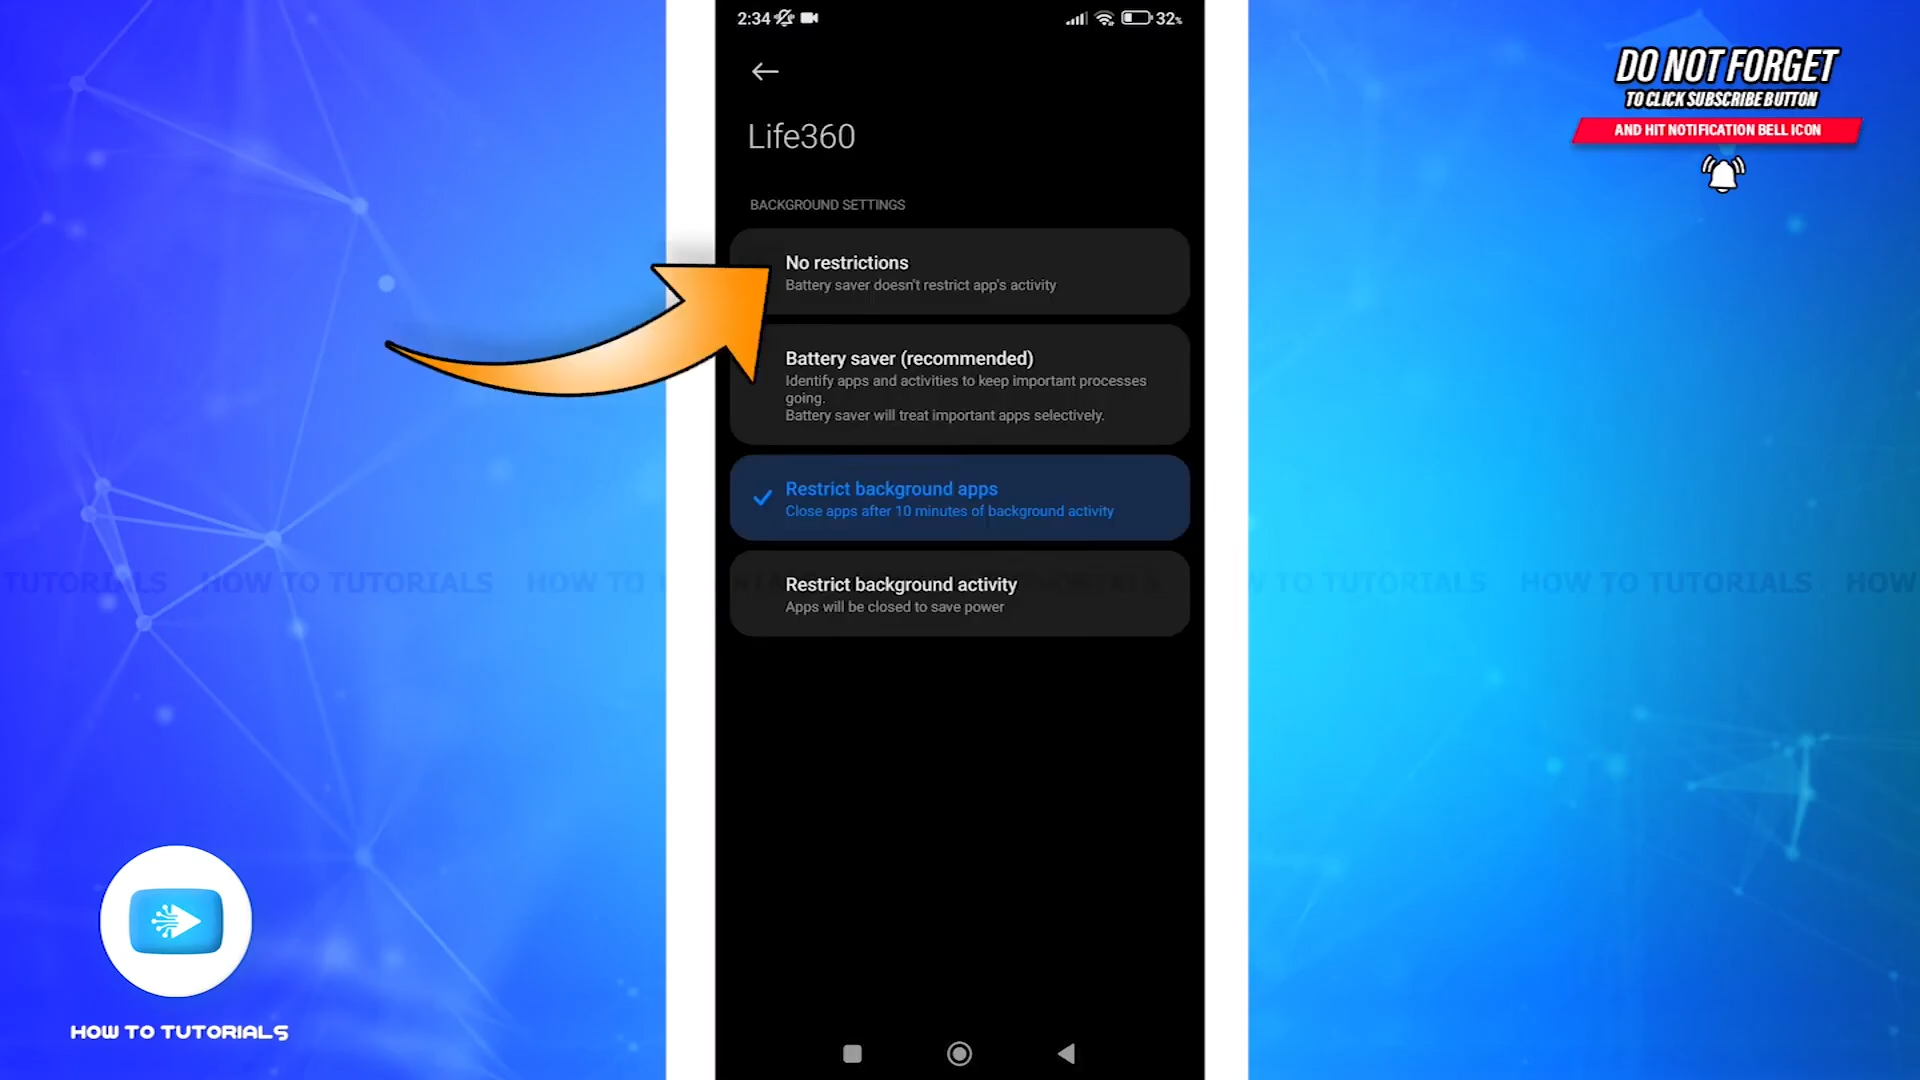 2:34
32%
DO NOT FORGET
TO CLICK SUBSCRIBE BUTTON
AND HIT NOTIFICATION BELL ICON
Life360
BACKGROUND SETTINGS
No restrictions
Battery saver doesn't restrict app's activity
Battery saver (recommended)
Identify apps and activities to keep important processes
going.
Battery saver will treat important apps selectively.
Restrict background apps
Close apps after 10 minutes of background activity
Restrict background activity
Apps will be closed to save power
TUTORIALS HOW TO TUTORIALS HOW TO TO TUTORIALS HOW TO TUTORIALS HOW
HOW TO TUTORIALS